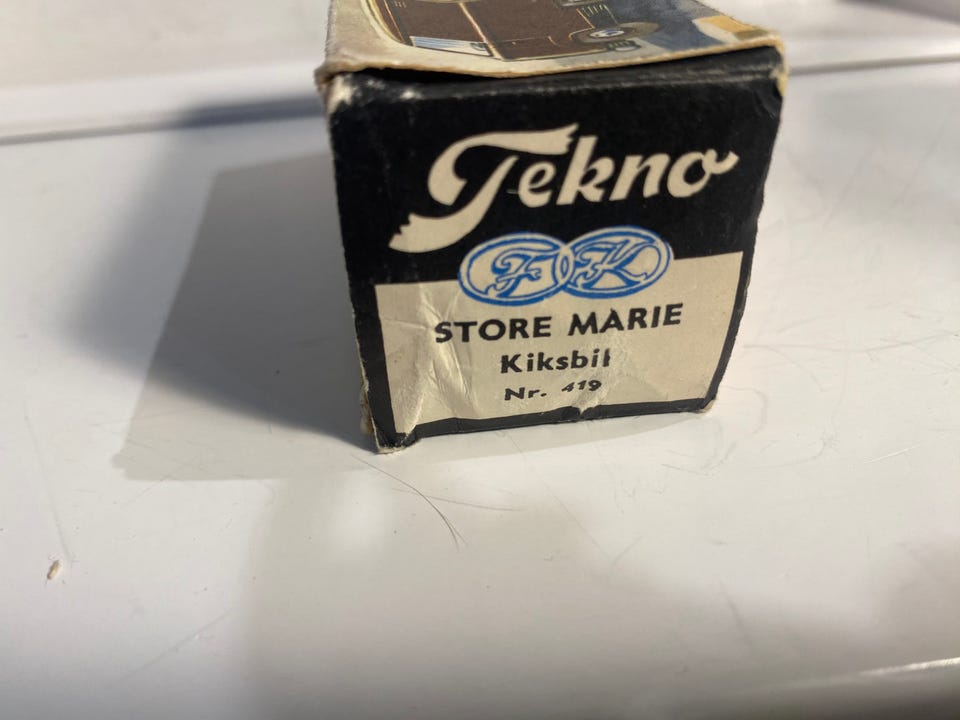 Tekno
FK
STORE MARIE
Kiksbil
Nr. 419